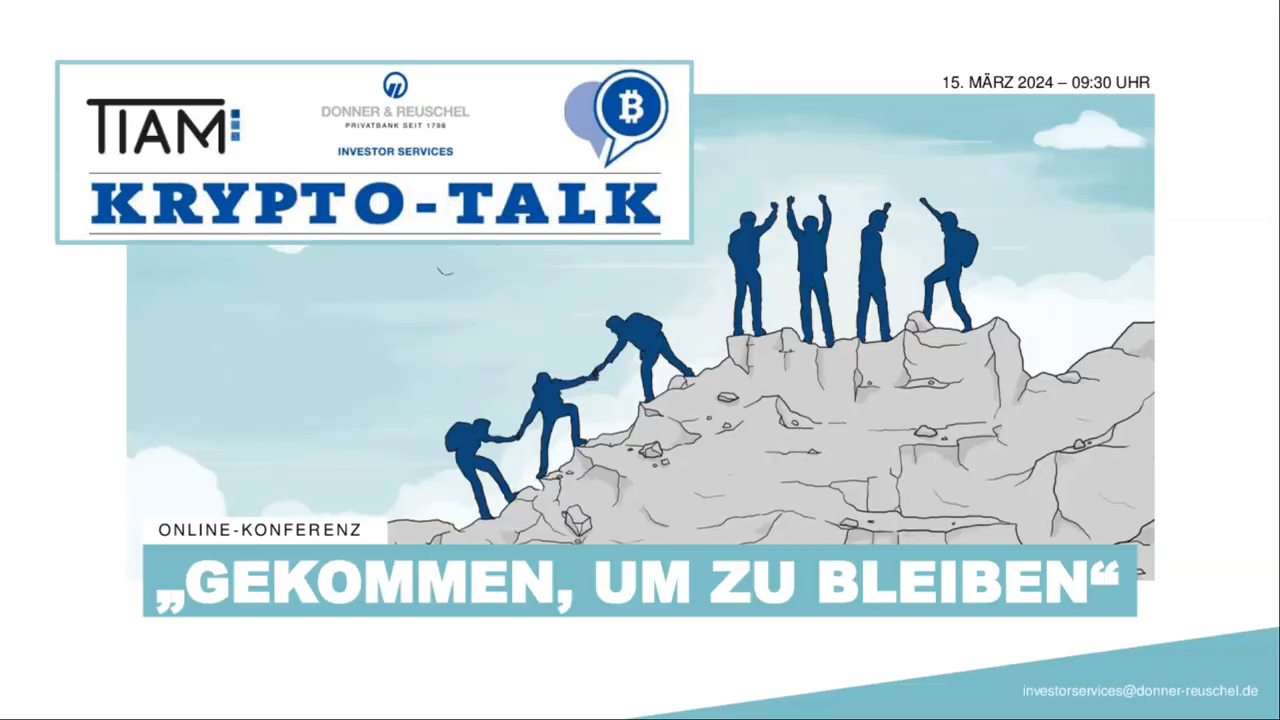 15. MÄRZ 2024 – 09:30 UHR
TIAM
DONNER & REUSCHEL
PRIVATBANK SEIT 1798
INVESTOR SERVICES
KRYPTO-TALK
ONLINE-KONFERENZ
„GEKOMMEN, UM ZU BLEIBEN“
investorservices@donner-reuschel.de